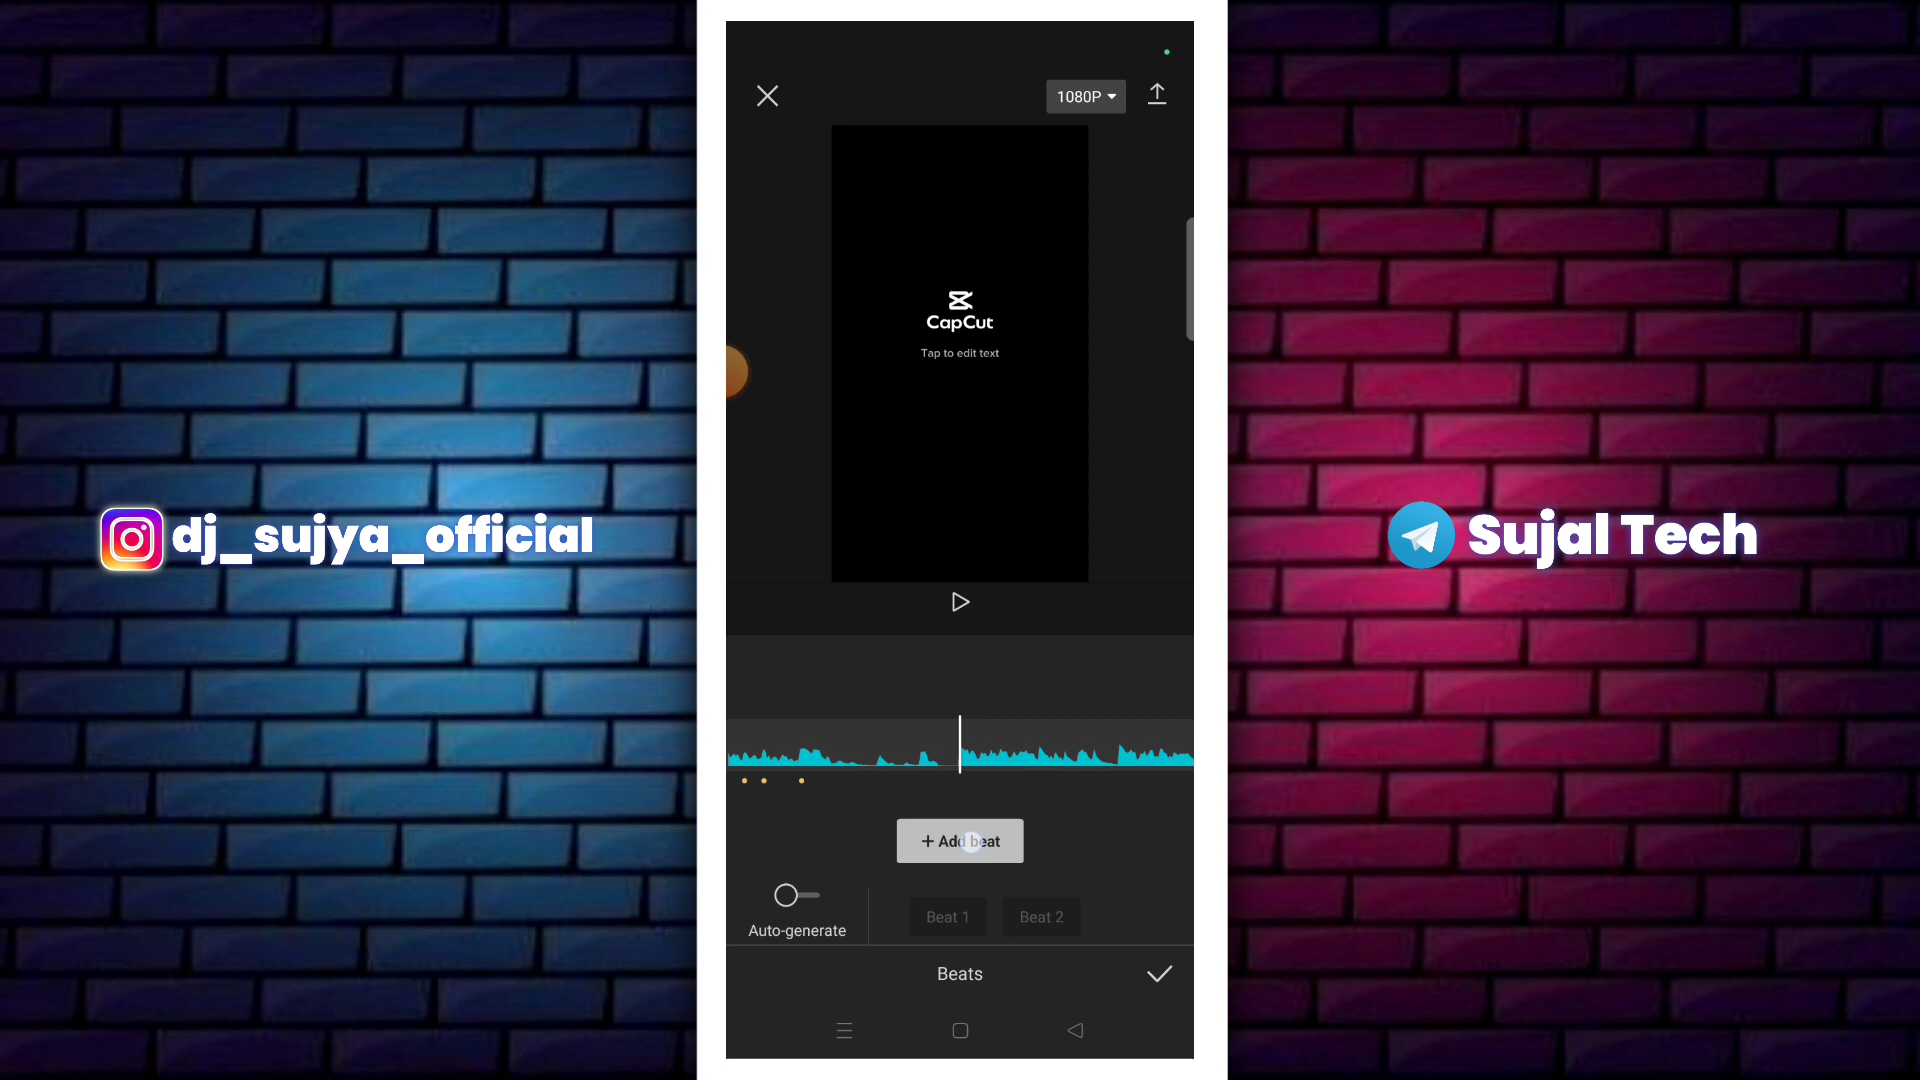 1080P
CapCut
Tap to edit text
dj_sujya_official
Sujal Tech
+ Add beat
Auto-generate
Beat 1
Beat 2
Beats